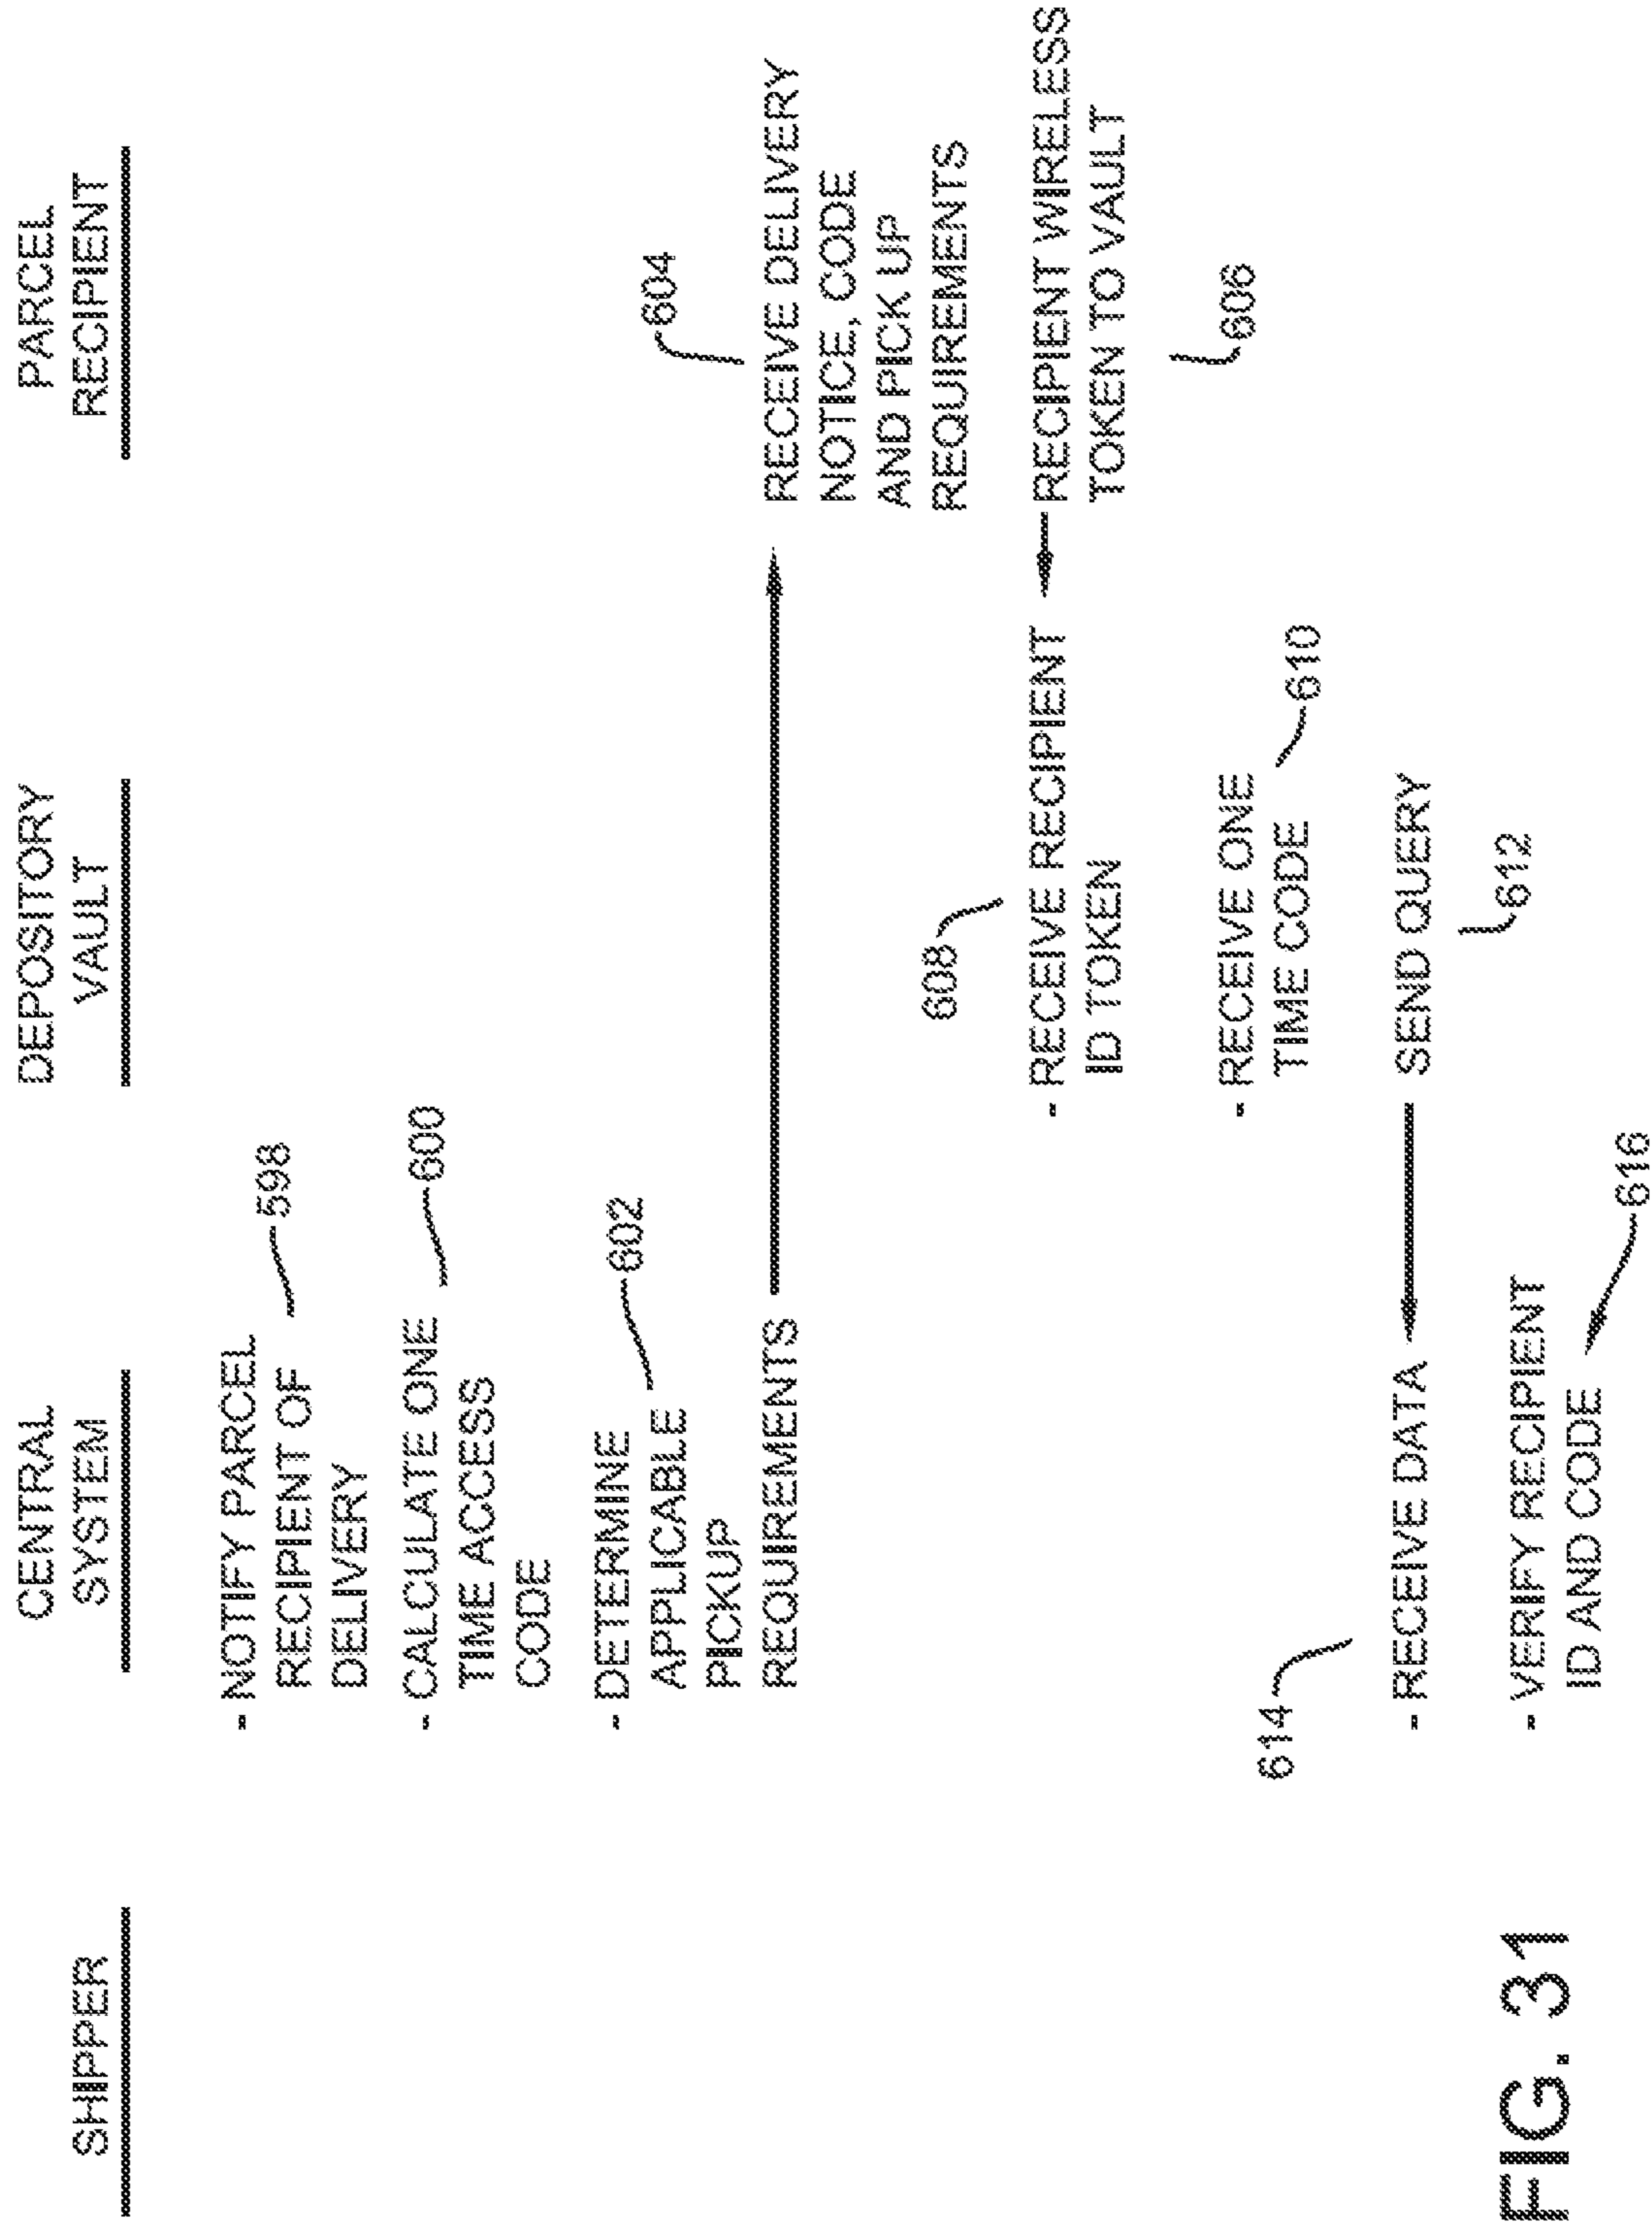 SHIPPER
CENTRAL
SYSTEM
DEPOSITORY
VAULT
PARCEL
RECIPIENT
- NOTIFY PARCEL
RECIPIENT OF
DELIVERY
598
- CALCULATE ONE
TIME ACCESS
CODE
600
- DETERMINE
APPLICABLE
PICKUP
REQUIREMENTS
602
604
RECEIVE DELIVERY
NOTICE, CODE
AND PICK UP
REQUIREMENTS
RECIPIENT WIRELESS
TOKEN TO VAULT
606
608
- RECEIVE RECIPIENT
ID TOKEN
- RECEIVE ONE
TIME CODE
610
SEND QUERY
612
614
- RECEIVE DATA
- VERIFY RECIPIENT
ID AND CODE
616
FIG. 31